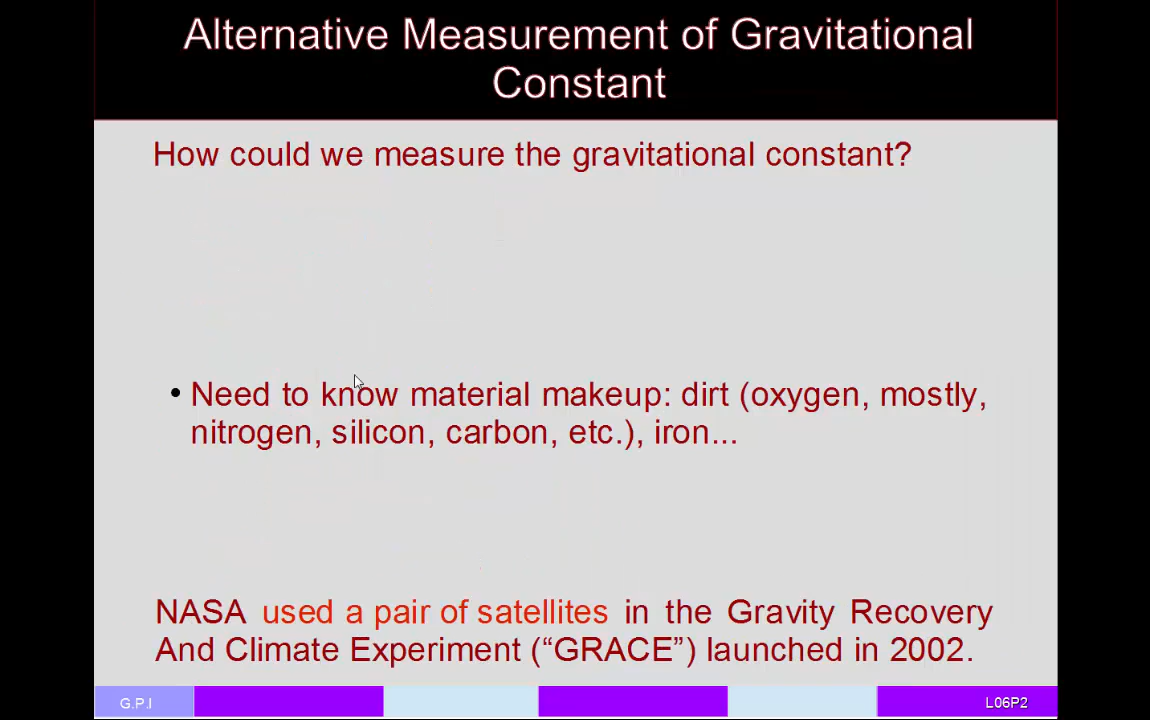 Alternative Measurement of Gravitational
Constant
How could we measure the gravitational constant?
• Need to know material makeup: dirt (oxygen, mostly,
nitrogen, silicon, carbon, etc.), iron...
NASA used a pair of satellites in the Gravity Recovery
And Climate Experiment (“GRACE”) launched in 2002.
G.P.I
L06P2